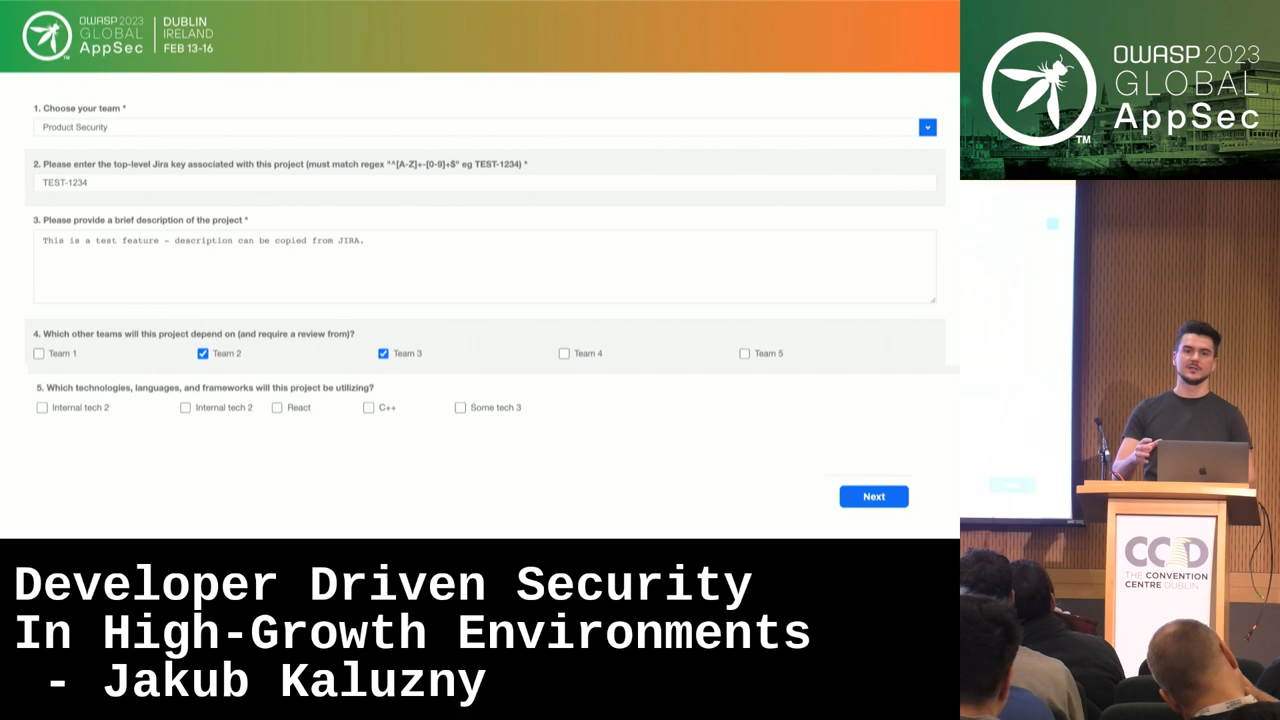 OWASP 2023
GLOBAL
AppSec
TM
DUBLIN
IRELAND
FEB 13-16
1. Choose your team *
Product Security
2. Please enter the top-level Jira key associated with this project (must match regex "^[A-Z]+-[0-9]+$" eg TEST-1234) *
TEST-1234
3. Please provide a brief description of the project *
This is a test feature - description can be copied from JIRA.
4. Which other teams will this project depend on (and require a review from)?
Team 1 Team 2 Team 3 Team 4 Team 5
5. Which technologies, languages, and frameworks will this project be utilizing?
Internal tech 2 Internal tech 2 React C++ Some tech 3
Next
Developer Driven Security
In High-Growth Environments
- Jakub Kaluzny
OWASP 2023
GLOBAL
AppSec
TM
CCD
THE CONVENTION
CENTRE DUBLIN